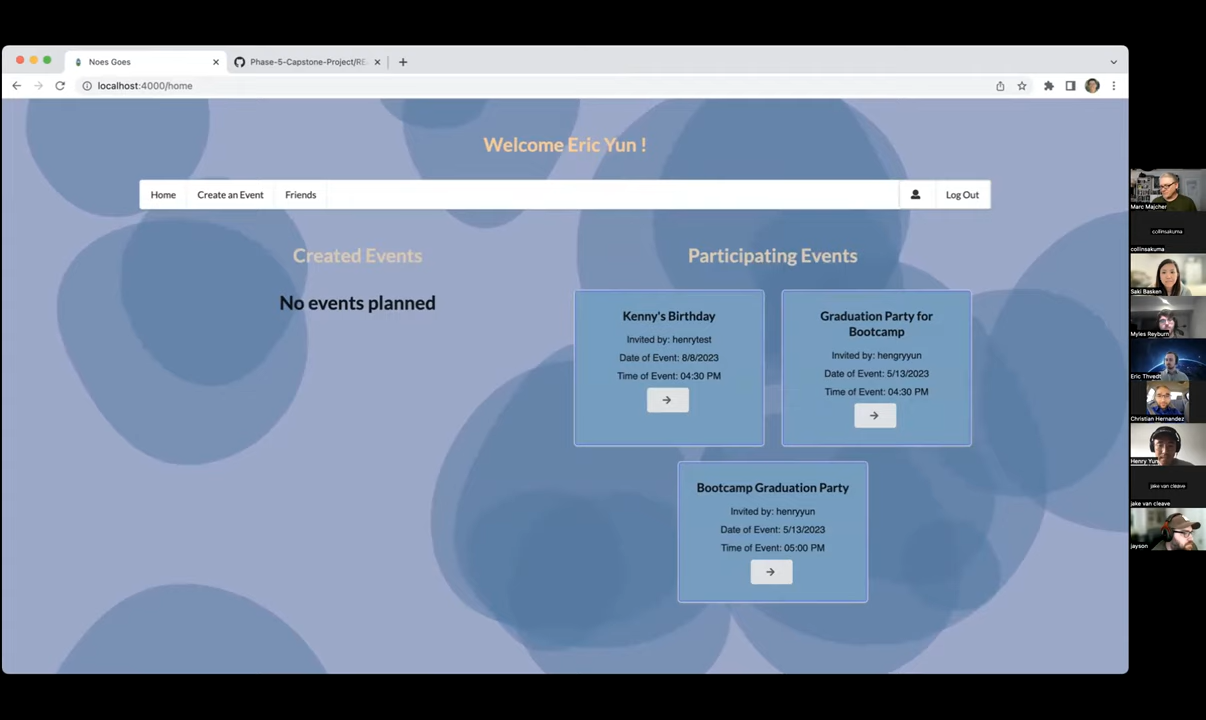 Noes Goes
Phase-5-Capstone-Project/RE
localhost:4000/home
Welcome Eric Yun !
Home
Create an Event
Friends
Log Out
Created Events
No events planned
Participating Events
Kenny's Birthday
Invited by: henrytest
Date of Event: 8/8/2023
Time of Event: 04:30 PM
Graduation Party for
Bootcamp
Invited by: hengryyun
Date of Event: 5/13/2023
Time of Event: 04:30 PM
Bootcamp Graduation Party
Invited by: henryyun
Date of Event: 5/13/2023
Time of Event: 05:00 PM
Marc Majcher
collinsakuma
collinsakuma
Saki Basken
Myles Reyburn
Eric Thvedt
Christian Hernandez
Henry Yun
jake van cleave
jake van cleave
jayson